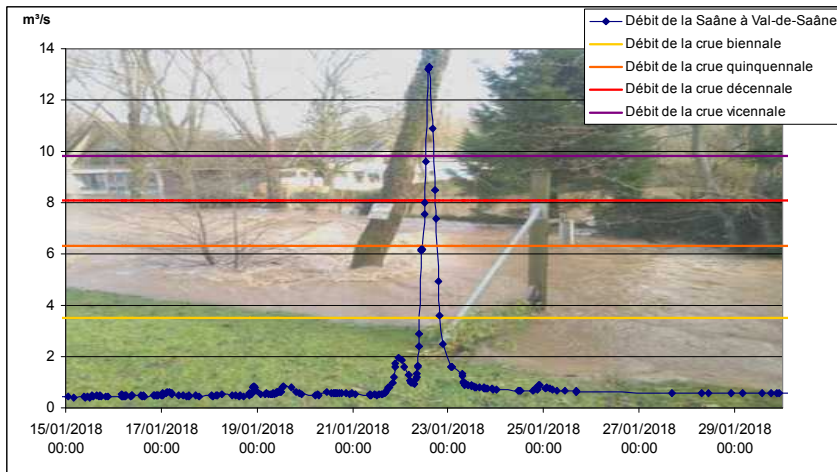 m³/s
Débit de la Saâne à Val-de-Saâne
Débit de la crue biennale
Débit de la crue quinquennale
Débit de la crue décennale
Débit de la crue vicennale
14
12
10
8
6
4
2
0
15/01/2018 17/01/2018 19/01/2018 21/01/2018 23/01/2018 25/01/2018 27/01/2018 29/01/2018
00:00 00:00 00:00 00:00 00:00 00:00 00:00 00:00